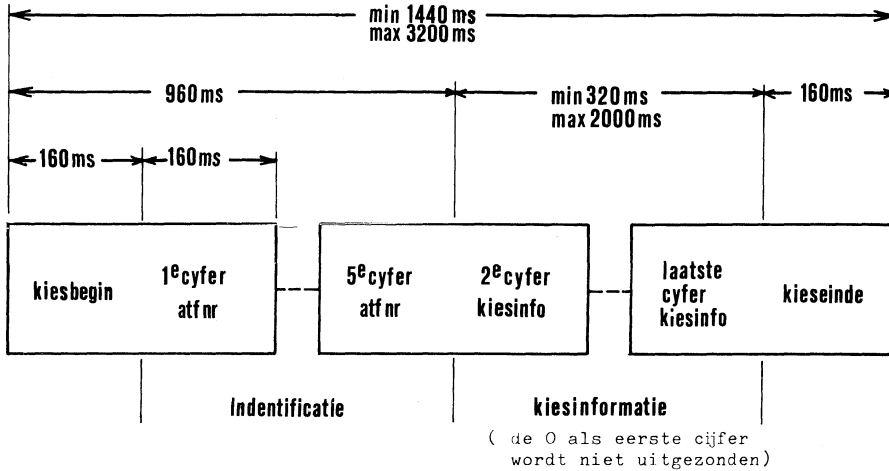 min 1440 ms
max 3200 ms
960 ms
min 320 ms
max 2000 ms
160 ms
160 ms
160 ms
kiesbegin
1e cyfer
atf nr
5e cyfer
atf nr
2e cyfer
kiesinfo
laatste
cyfer
kiesinfo
kieseinde
Indentificatie
kiesinformatie
( de O als eerste cijfer
wordt niet uitgezonden)